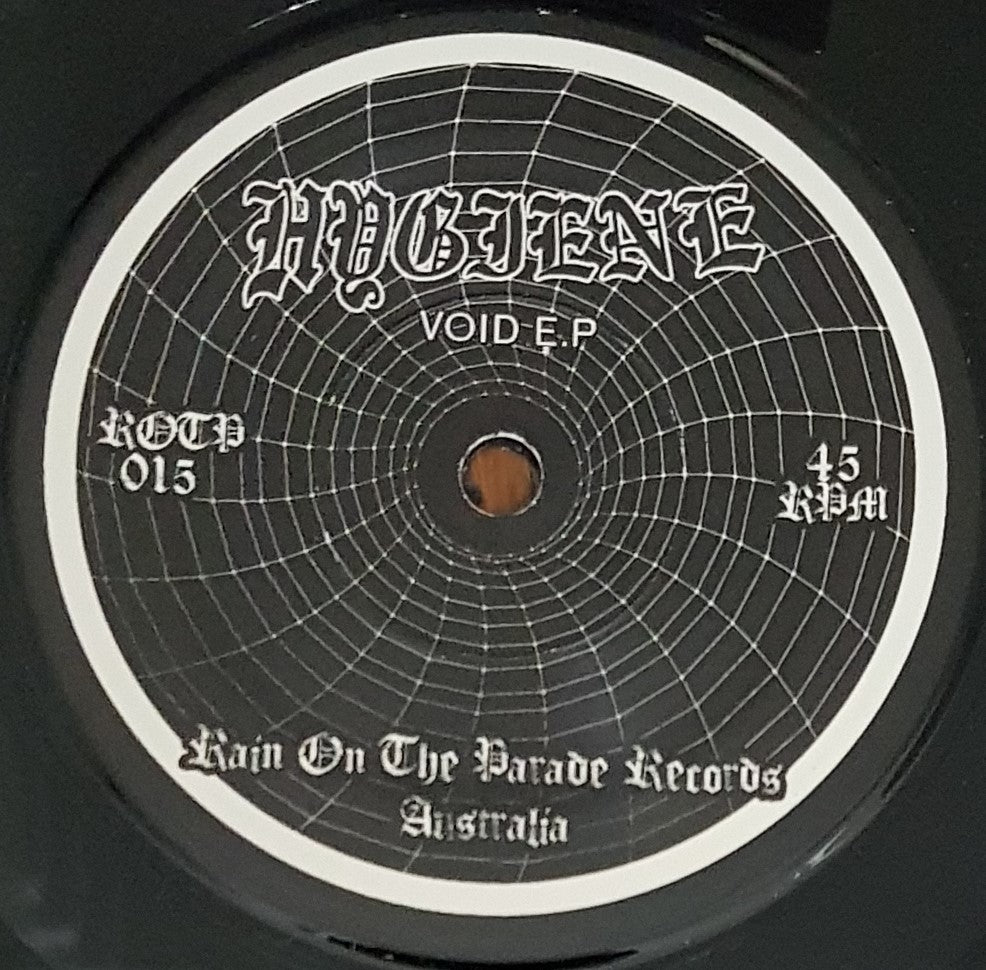 HYGIENE
VOID E.P
ROTP
015
45
RPM
Rain On The Parade Records
Australia